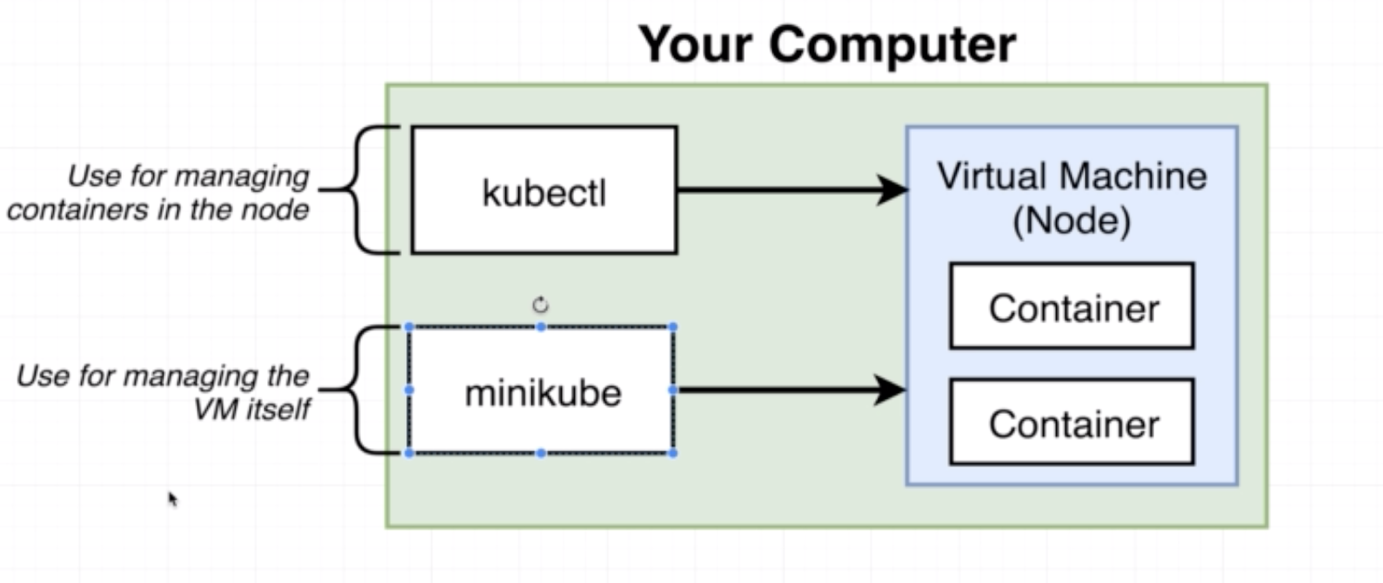 Your Computer
Use for managing
containers in the node
kubectl
Use for managing the
VM itself
minikube
Virtual Machine
(Node)
Container
Container